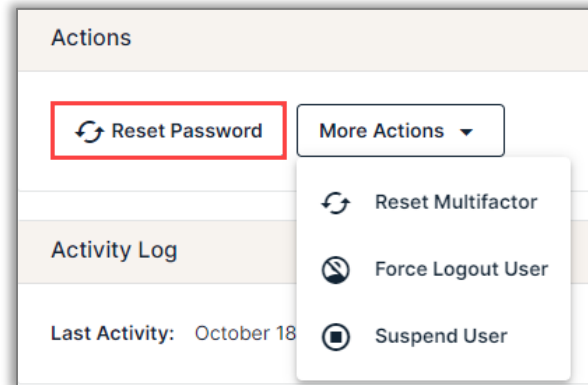 Actions
Reset Password
More Actions
Reset Multifactor
Force Logout User
Suspend User
Activity Log
Last Activity: October 18